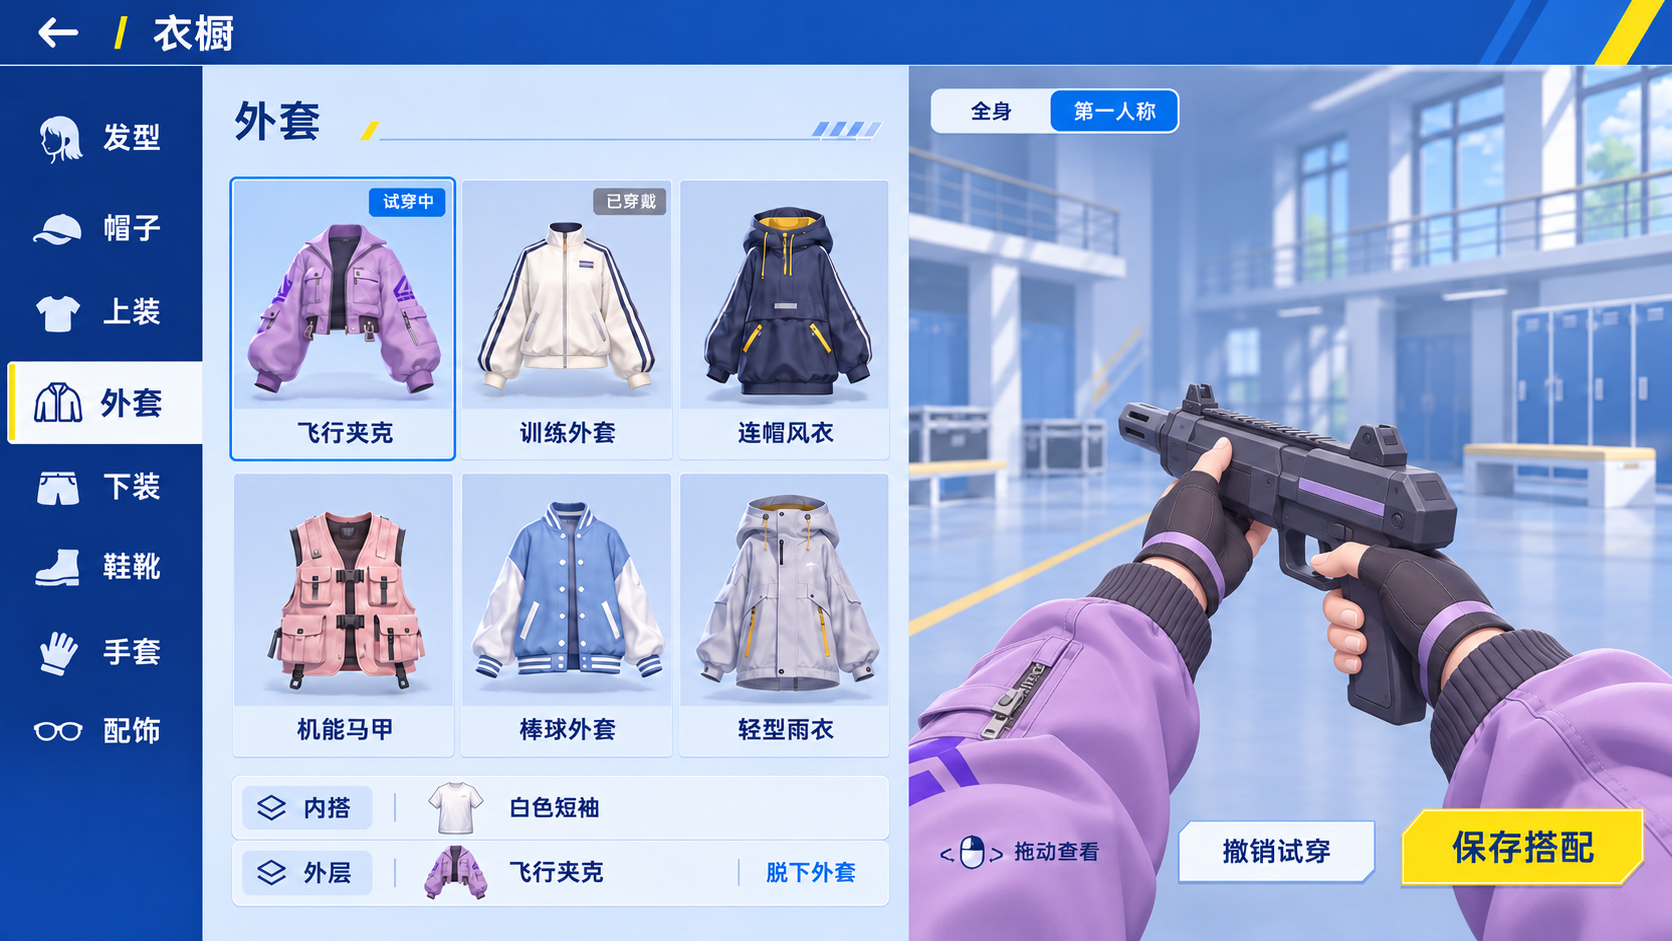 衣橱
发型
帽子
上装
外套
下装
鞋靴
手套
配饰
外套
试穿中
飞行夹克
已穿戴
训练外套
连帽风衣
机能马甲
棒球外套
轻型雨衣
内搭
白色短袖
外层
飞行夹克
脱下外套
全身
第一人称
拖动查看
撤销试穿
保存搭配